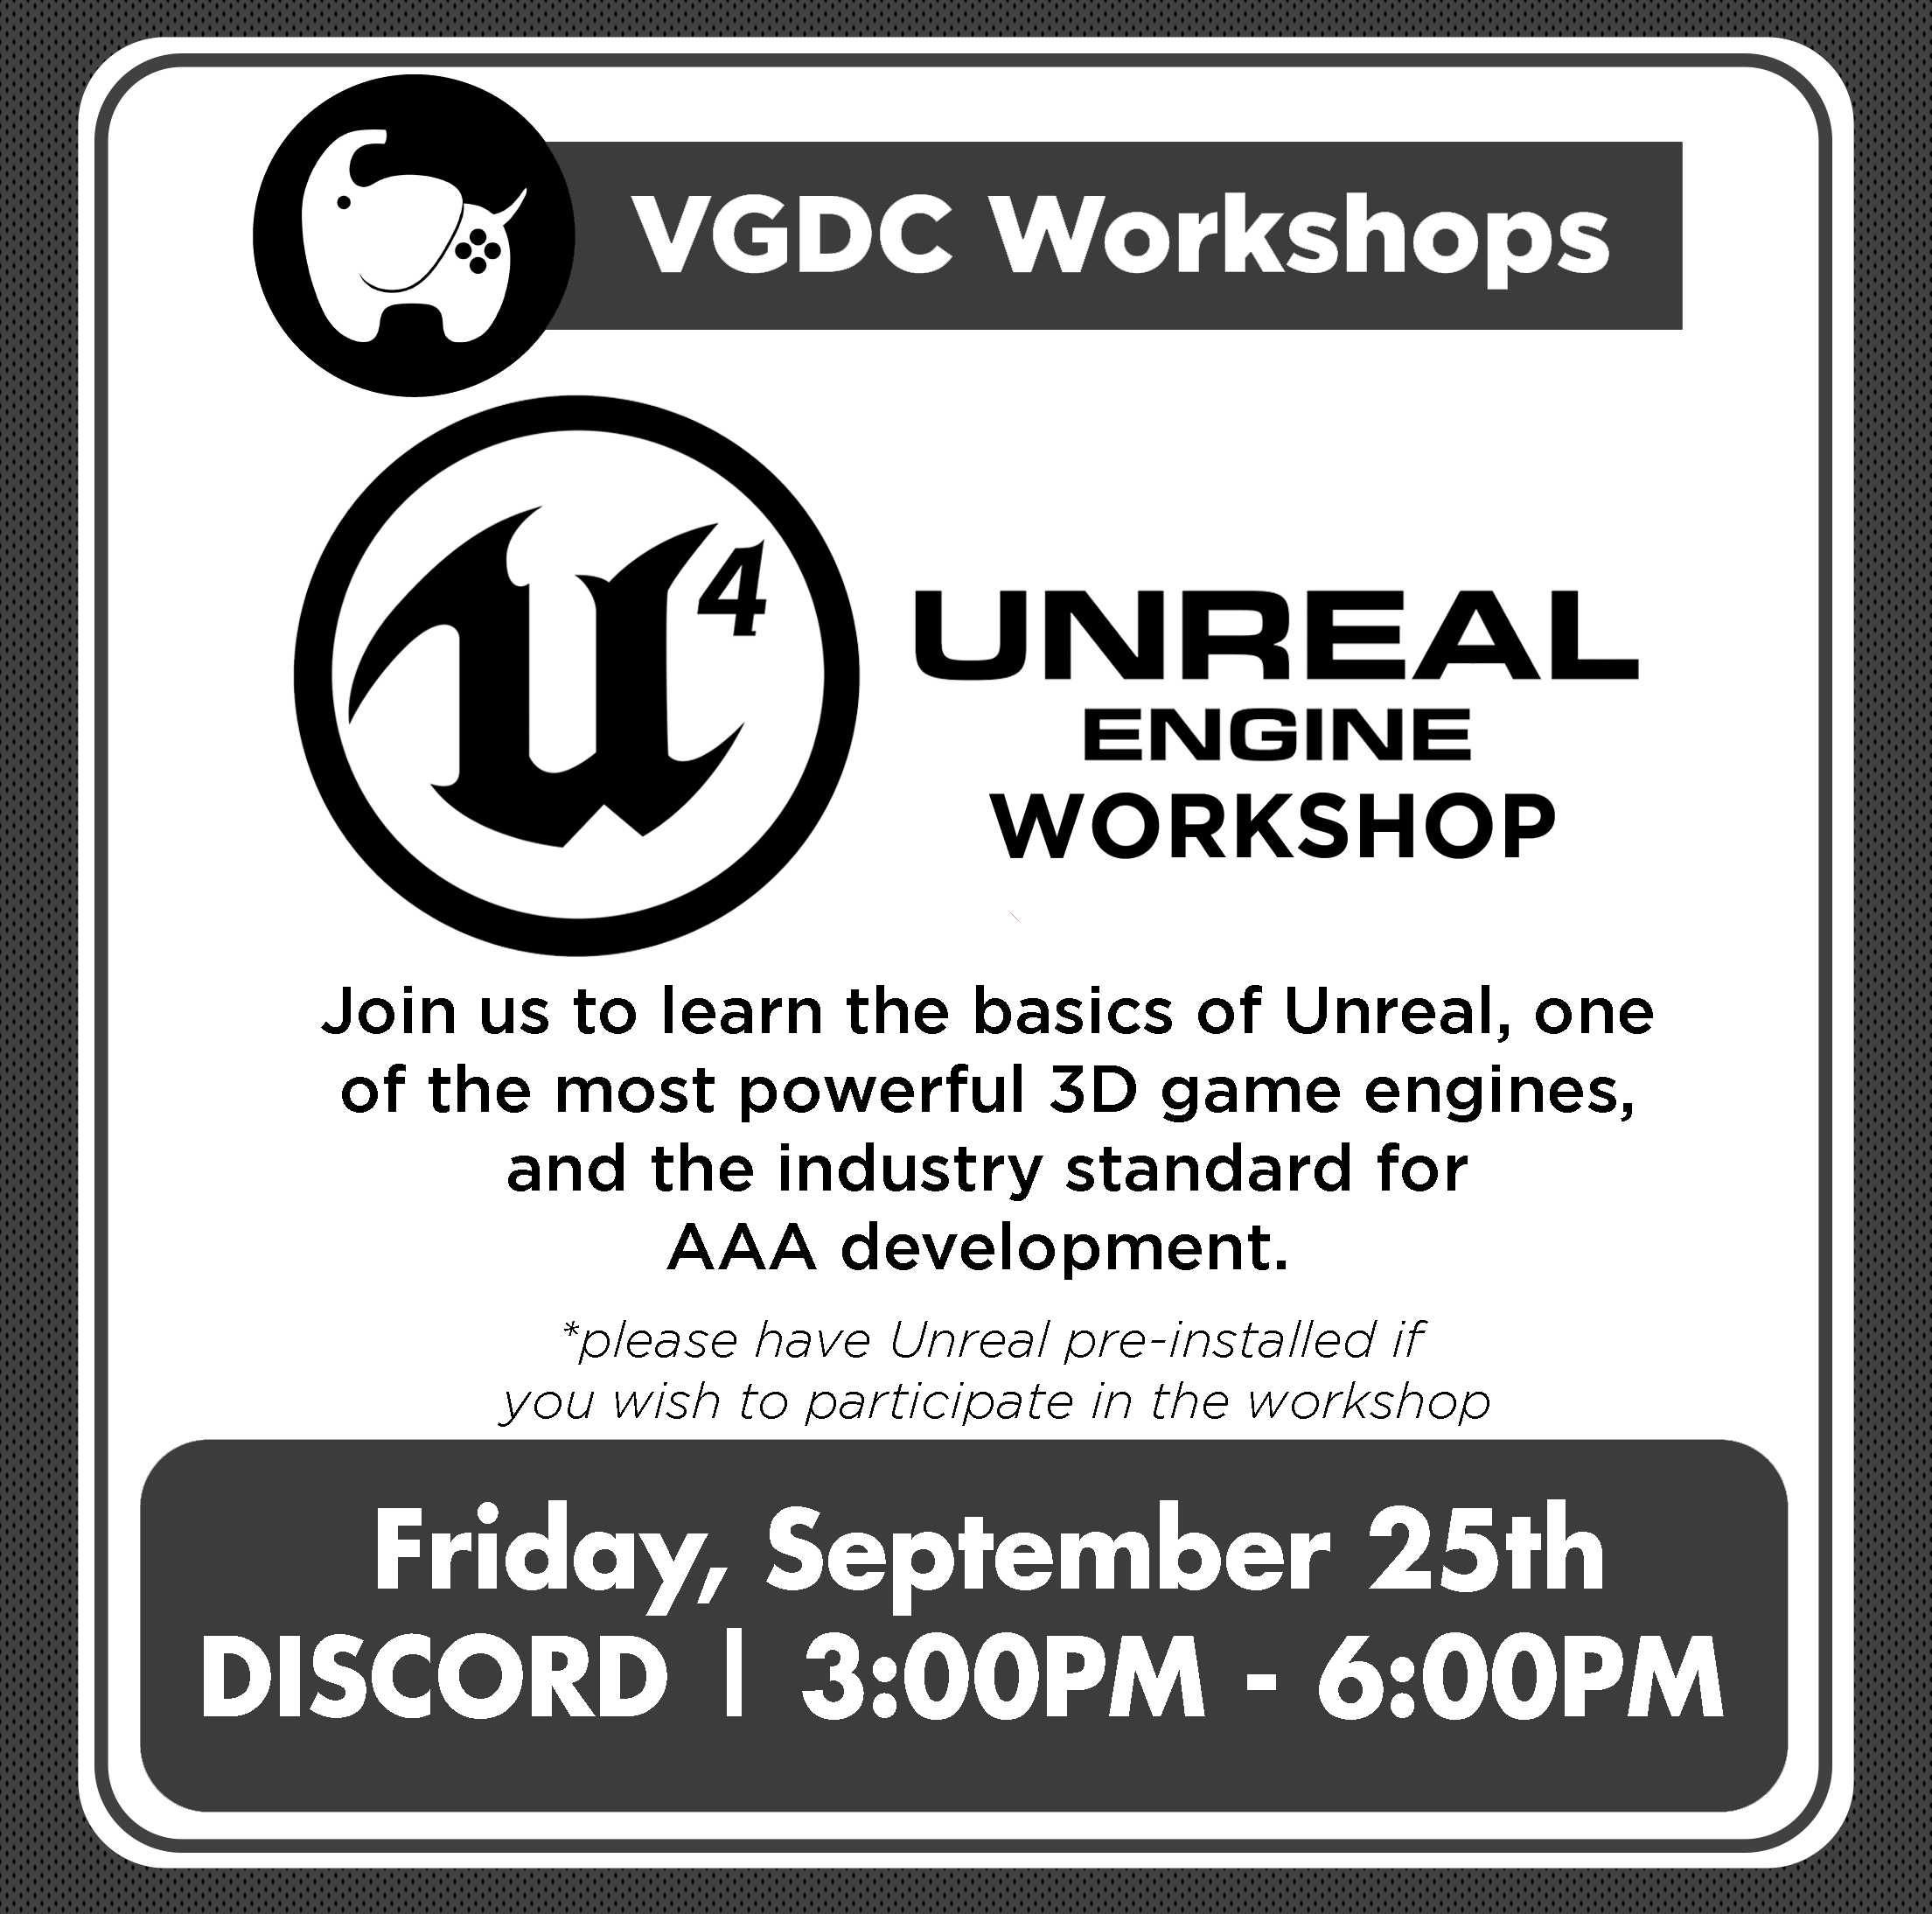 VGDC Workshops
u4
UNREAL
ENGINE
WORKSHOP
Join us to learn the basics of Unreal, one
of the most powerful 3D game engines,
and the industry standard for
AAA development.
*please have Unreal pre-installed if
you wish to participate in the workshop
Friday, September 25th
DISCORD | 3:00PM - 6:00PM